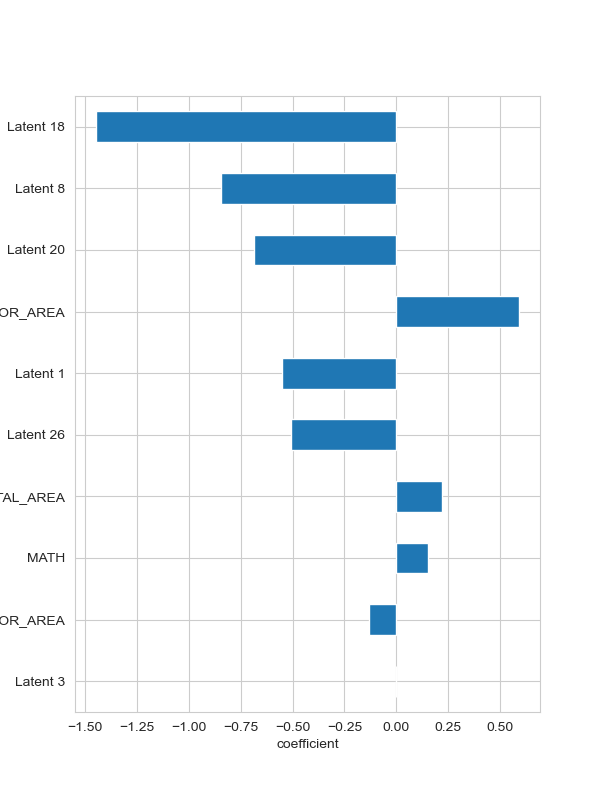 Latent 18
Latent 8
Latent 20
OR_AREA
Latent 1
Latent 26
TAL_AREA
MATH
OR_AREA
Latent 3
−1.50 −1.25 −1.00 −0.75 −0.50 −0.25 0.00 0.25 0.50
coefficient